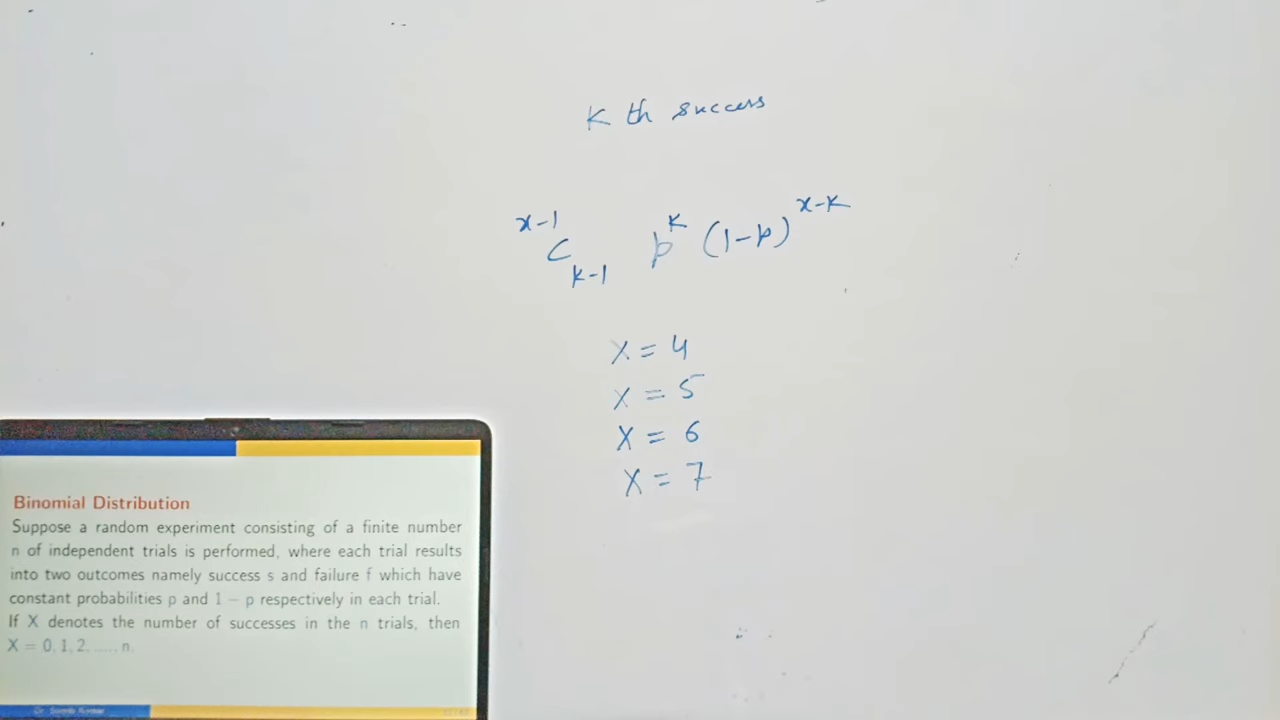 K th success
x-1 C k-1 p^k (1-p)^x-k
X = 4
X = 5
X = 6
X = 7
Binomial Distribution
Suppose a random experiment consisting of a finite number
n of independent trials is performed, where each trial results
into two outcomes namely success s and failure f which have
constant probabilities p and 1 − p respectively in each trial.
If X denotes the number of successes in the n trials, then
X = 0, 1, 2, ....., n.